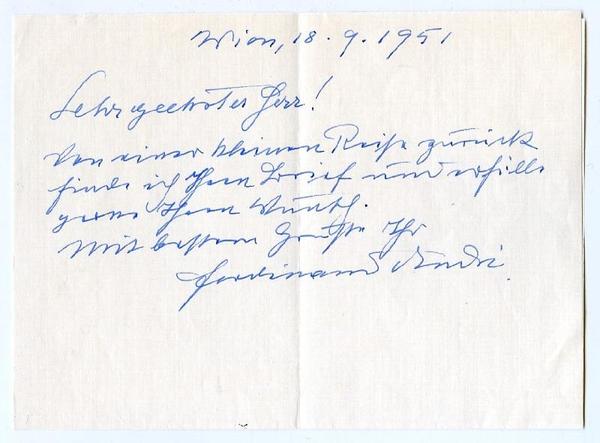 Wien, 18.9.1951
Sehr geehrter Herr!
Von einer kleinen Reise zurück
finde ich Ihren Brief und erfülle
gerne Ihren Wunsch.
Mit besten Grüßen Ihr
Ferdinand Andri